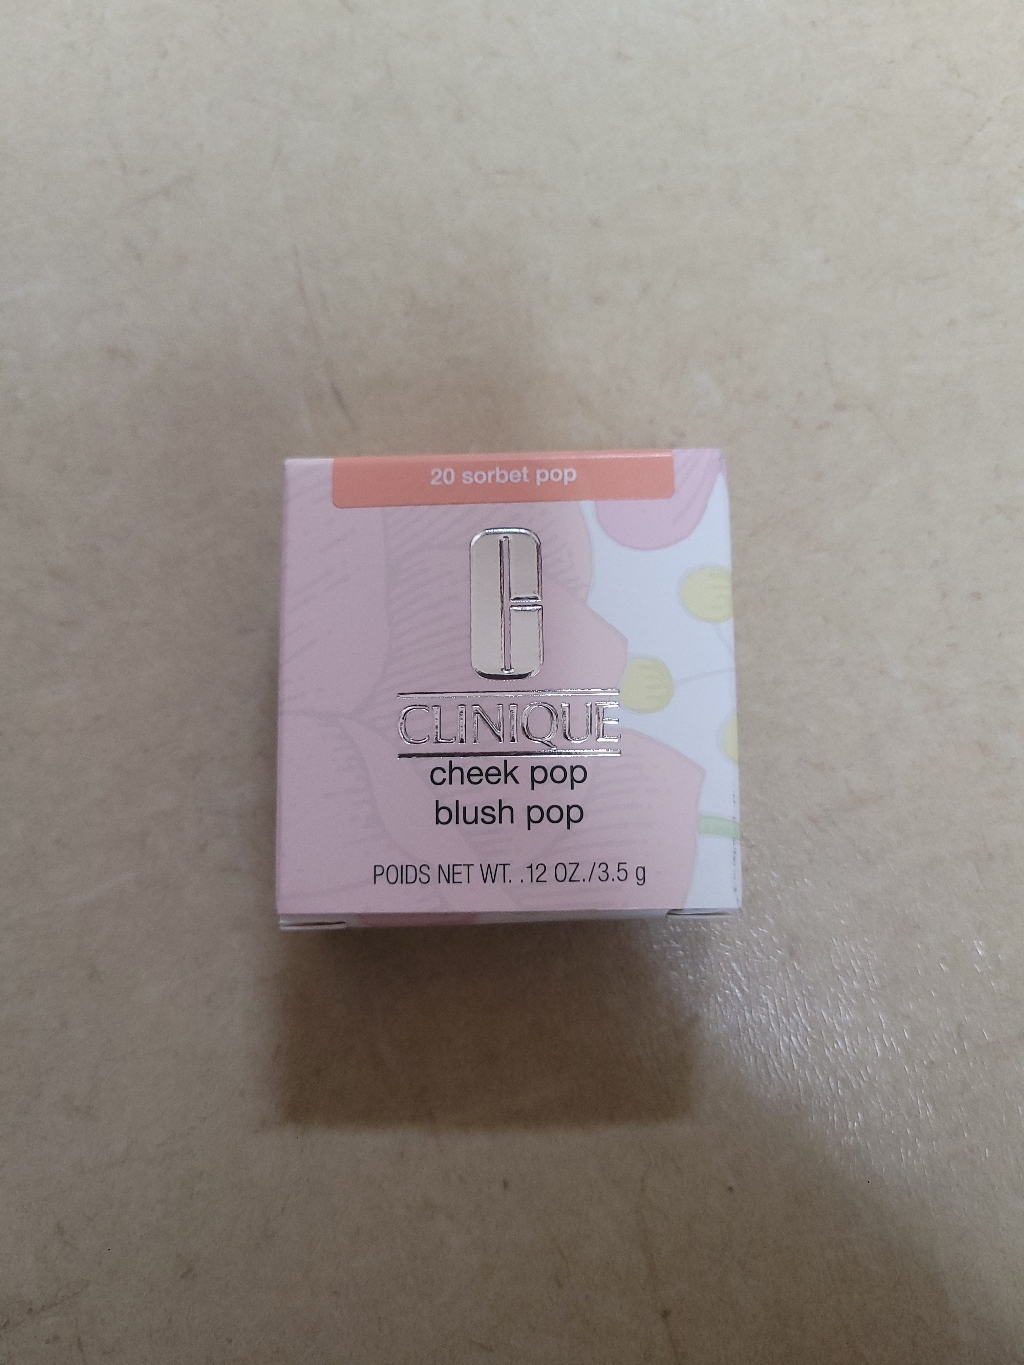 20 sorbet pop
CLINIQUE
cheek pop
blush pop
POIDS NET WT. .12 OZ./3.5 g